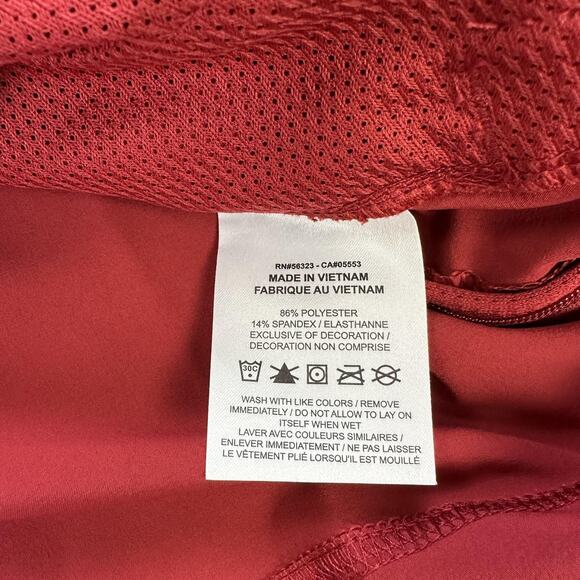 RN#56323 - CA#05553
MADE IN VIETNAM
FABRIQUE AU VIETNAM
86% POLYESTER
14% SPANDEX / ELASTHANNE
EXCLUSIVE OF DECORATION /
DECORATION NON COMPRISE
30C
WASH WITH LIKE COLORS / REMOVE
IMMEDIATELY / DO NOT ALLOW TO LAY ON
ITSELF WHEN WET
LAVER AVEC COULEURS SIMILAIRES /
ENLEVER IMMEDIATEMENT / NE PAS LAISSER
LE VÊTEMENT PLIÉ LORSQU'IL EST MOUILLÉ